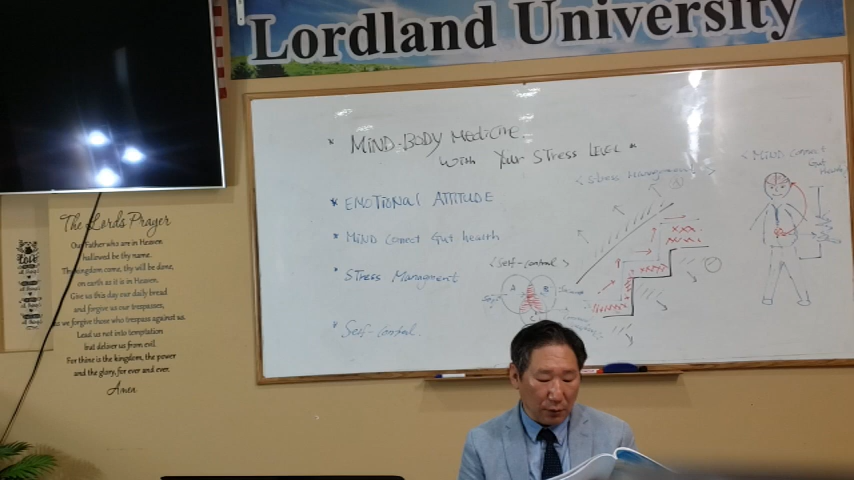 Lordland University
* MIND-BODY MEDICINE
with Your STRESS LEVEL *
* EMOTIONAL ATTITUDE
* MIND Connect Gut health
* STress Managment
* Self-control.
< Stress Management >
< Self-control >
A B
< MIND Connect
Gut
Health
The Lords Prayer
Our Father who are in Heaven
hallowed be thy name.
Thy kingdom come, thy will be done,
on earth as it is in Heaven.
Give us this day our daily bread
and forgive us our trespasses,
as we forgive those who trespass against us.
Lead us not into temptation
but deliver us from evil.
For thine is the kingdom, the power
and the glory, for ever and ever.
Amen
LOVE